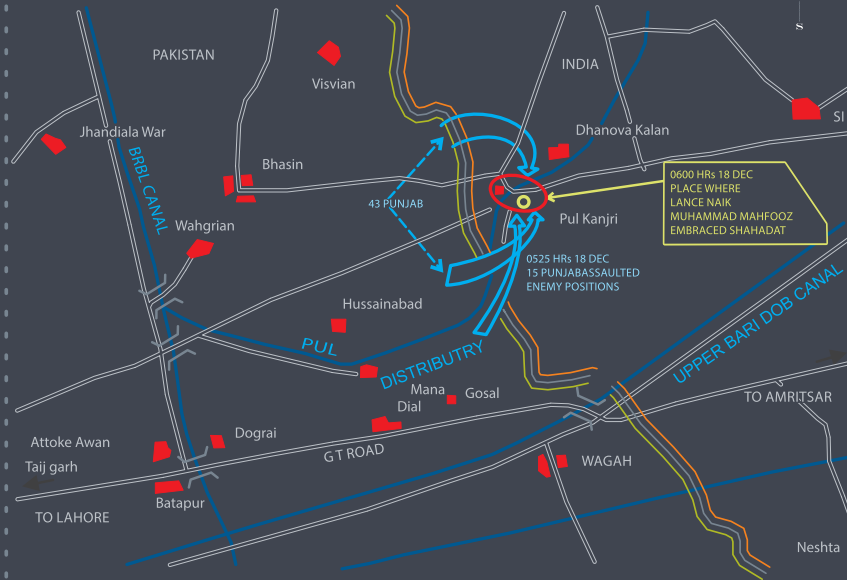 S
PAKISTAN
INDIA
Visvian
SI
Jhandiala War
Dhanova Kalan
BRBL CANAL
Bhasin
0600 HRs 18 DEC
PLACE WHERE
LANCE NAIK
MUHAMMAD MAHFOOZ
EMBRACED SHAHADAT
43 PUNJAB
Pul Kanjri
Wahgrian
0525 HRs 18 DEC
15 PUNJABASSAULTED
ENEMY POSITIONS
UPPER BARI DOB CANAL
Hussainabad
PUL
DISTRIBUTRY
Mana
Dial
Gosal
TO AMRITSAR
Attoke Awan
Dograi
G T ROAD
Taij garh
WAGAH
Batapur
TO LAHORE
Neshta